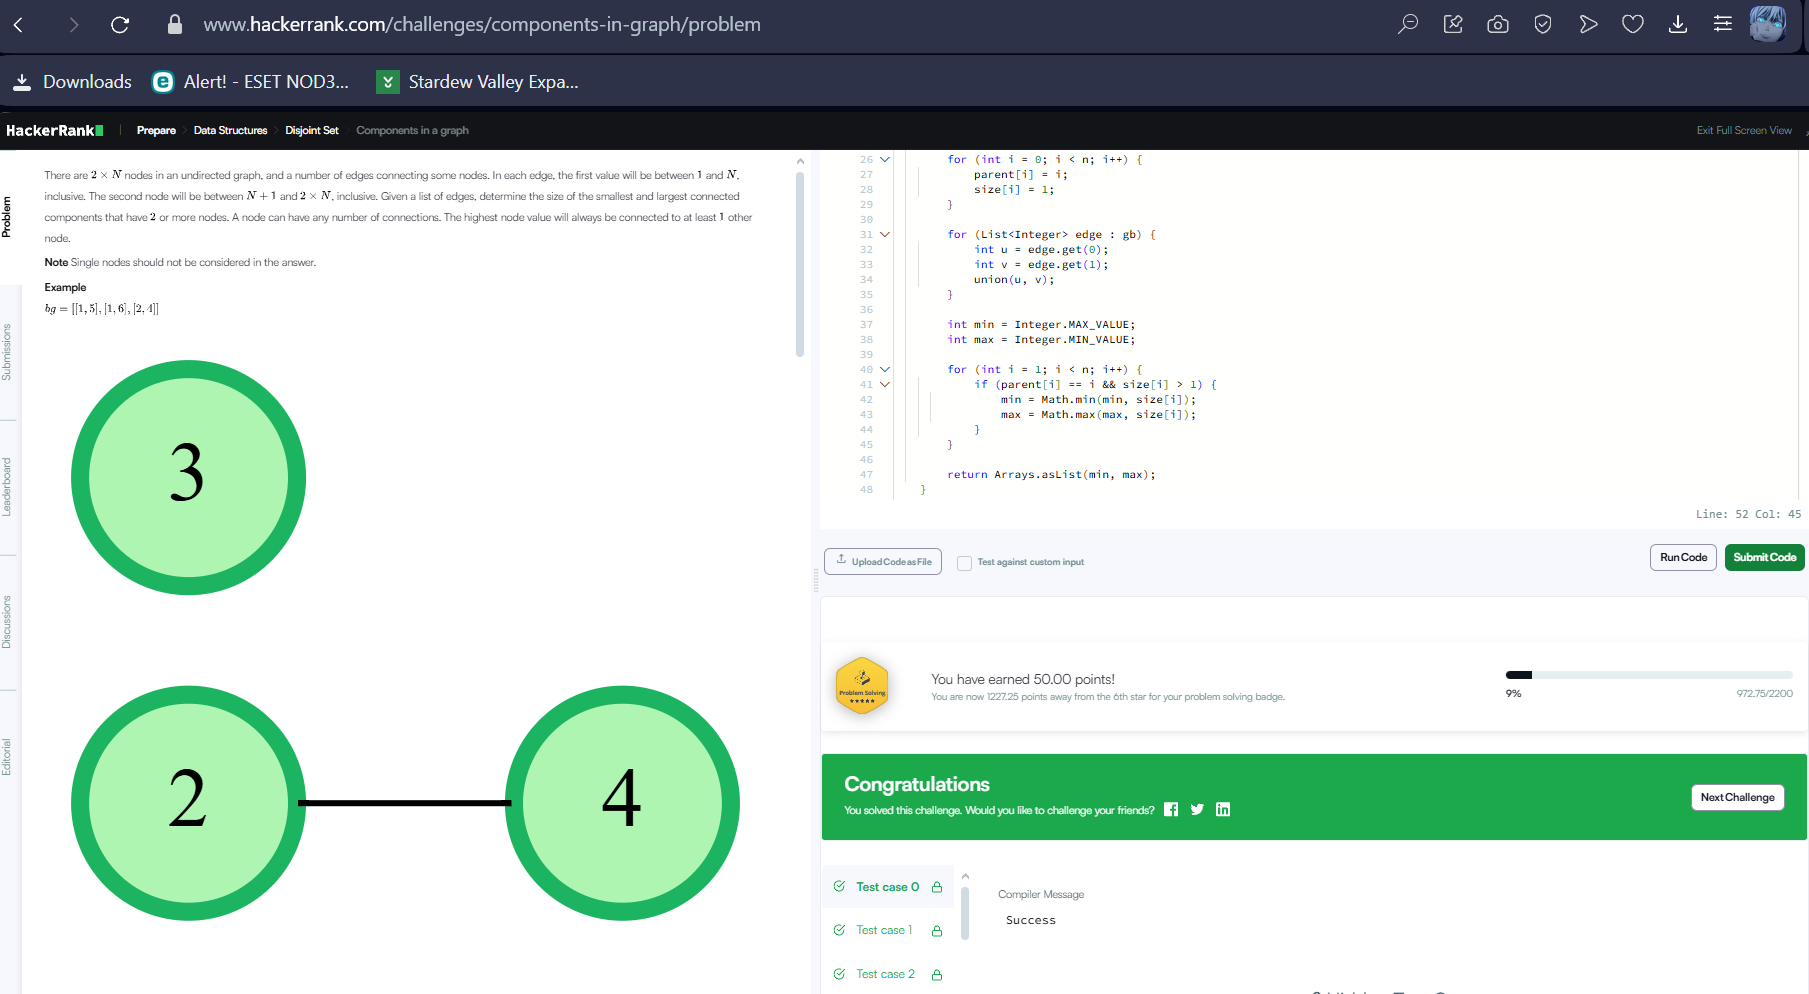 www.hackerrank.com/challenges/components-in-graph/problem
Downloads
Alert! - ESET NOD3...
Stardew Valley Expa...
HackerRank
Prepare
Data Structures
Disjoint Set
Components in a graph
Exit Full Screen View
Problem
Submissions
Leaderboard
Discussions
Editorial
There are 2 × N nodes in an undirected graph, and a number of edges connecting some nodes. In each edge, the first value will be between 1 and N,
inclusive. The second node will be between N + 1 and 2 × N, inclusive. Given a list of edges, determine the size of the smallest and largest connected
components that have 2 or more nodes. A node can have any number of connections. The highest node value will always be connected to at least 1 other
node.
Note Single nodes should not be considered in the answer.
Example
bg = [[1, 5], [1, 6], [2, 4]]
3
2
4
26 for (int i = 0; i < n; i++) {
27 parent[i] = i;
28 size[i] = 1;
29 }
30
31 for (List<Integer> edge : gb) {
32 int u = edge.get(0);
33 int v = edge.get(1);
34 union(u, v);
35 }
36
37 int min = Integer.MAX_VALUE;
38 int max = Integer.MIN_VALUE;
39
40 for (int i = 1; i < n; i++) {
41 if (parent[i] == i && size[i] > 1) {
42 min = Math.min(min, size[i]);
43 max = Math.max(max, size[i]);
44 }
45 }
46
47 return Arrays.asList(min, max);
48 }
Line: 52 Col: 45
Upload Code as File
Test against custom input
Run Code
Submit Code
Problem Solving
You have earned 50.00 points!
You are now 1227.25 points away from the 6th star for your problem solving badge.
9%
972.75/2200
Congratulations
You solved this challenge. Would you like to challenge your friends?
Next Challenge
Test case 0
Test case 1
Test case 2
Compiler Message
Success